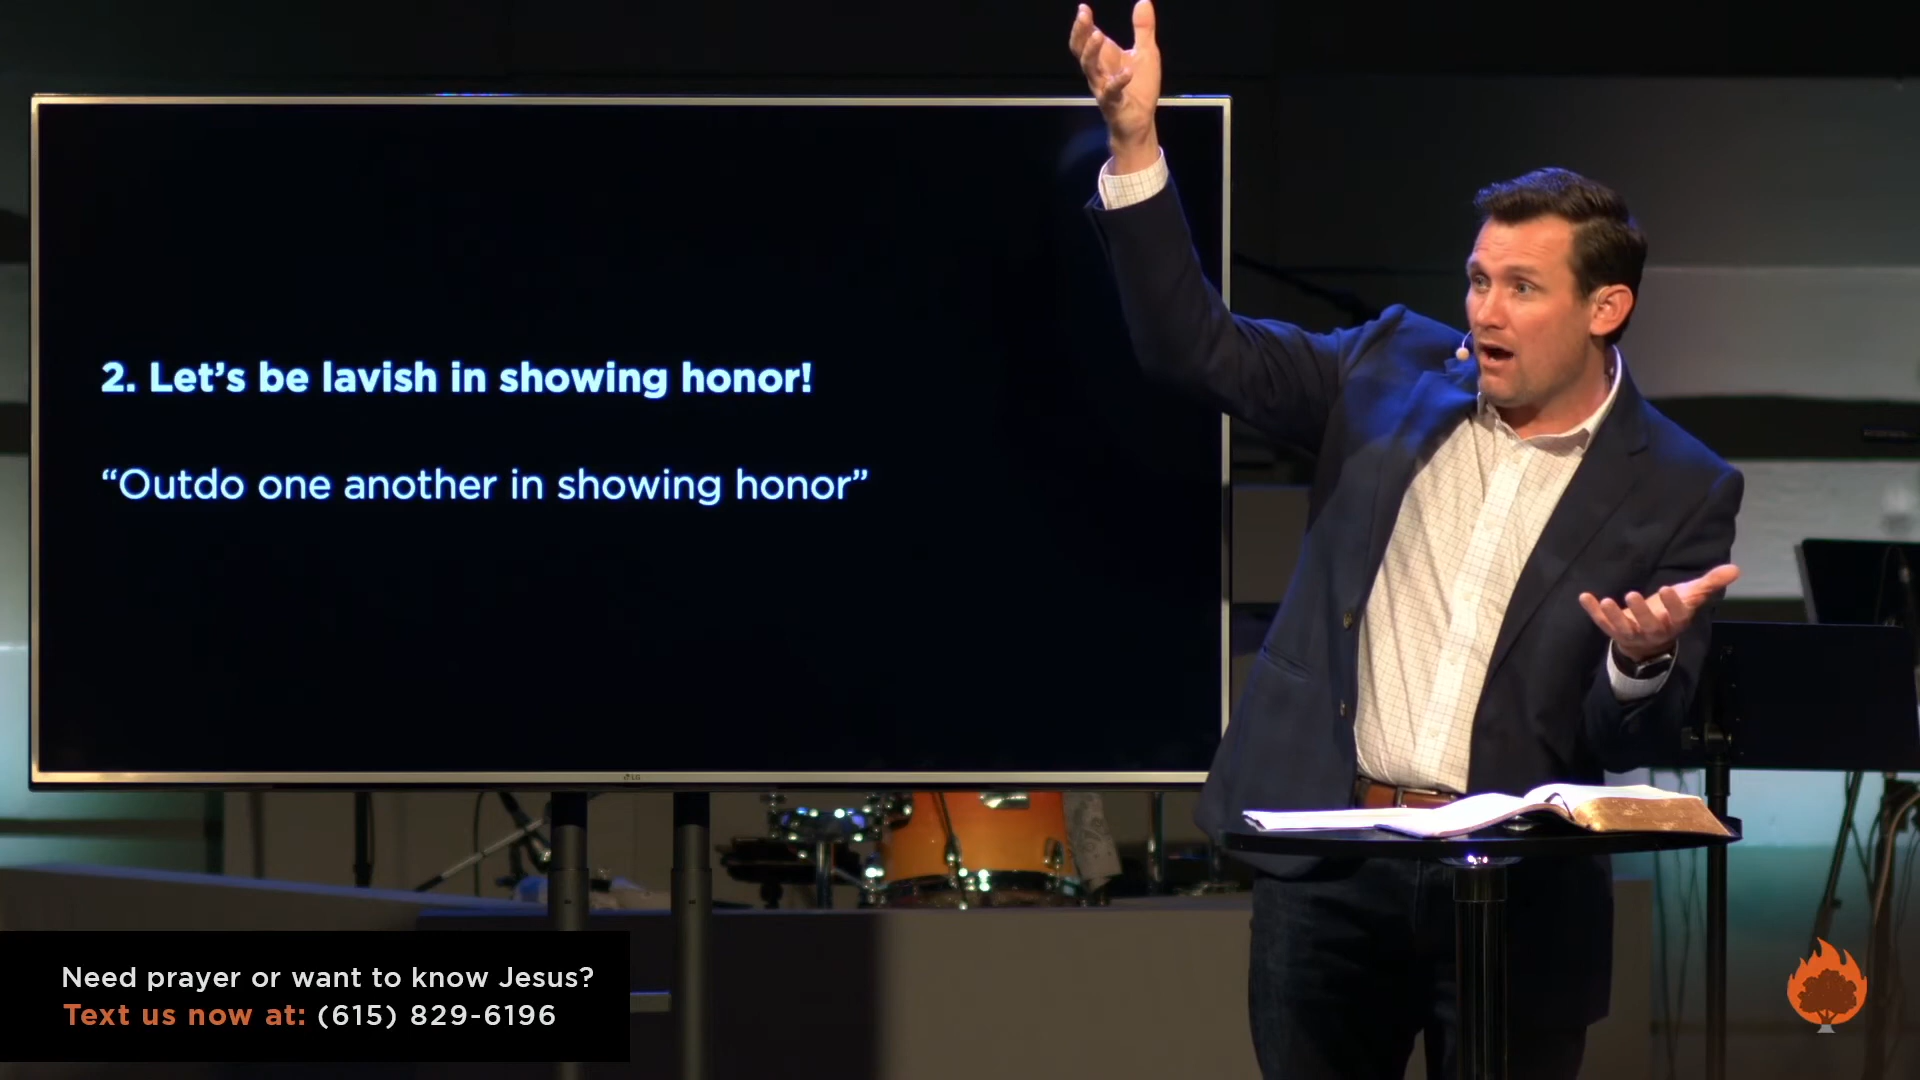 2. Let's be lavish in showing honor!
“Outdo one another in showing honor”
LG
Need prayer or want to know Jesus?
Text us now at: (615) 829-6196